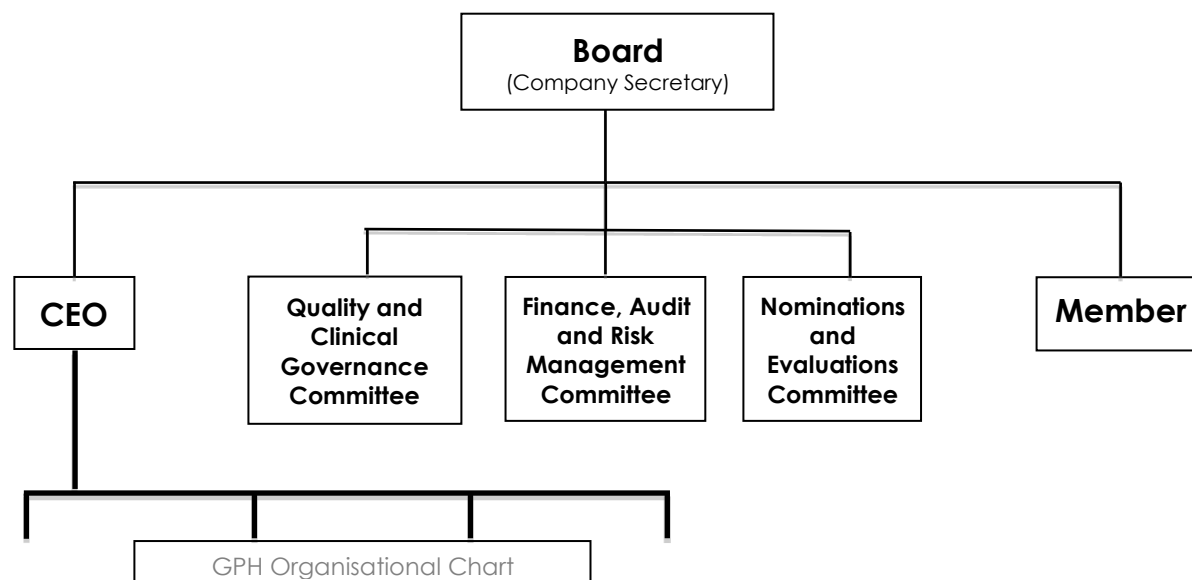 Board
(Company Secretary)
CEO
Quality and
Clinical
Governance
Committee
Finance, Audit
and Risk
Management
Committee
Nominations
and
Evaluations
Committee
Member
GPH Organisational Chart